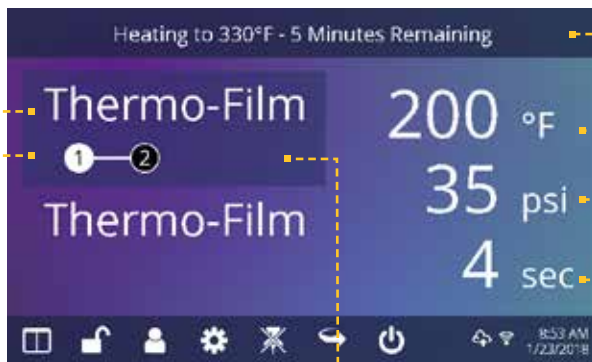 Heating to 330°F - 5 Minutes Remaining
Thermo-Film
1 2
Thermo-Film
200 °F
35 psi
4 sec
8:53 AM
1/23/2018